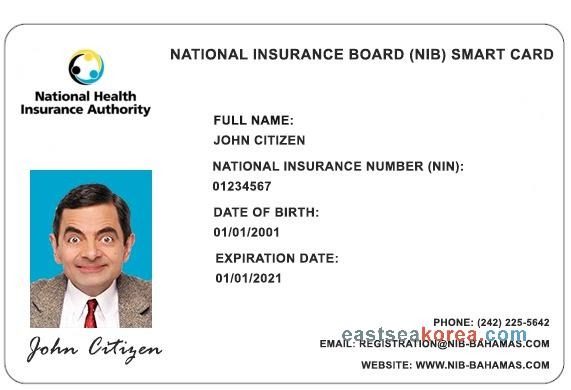 NATIONAL INSURANCE BOARD (NIB) SMART CARD
National Health
Insurance Authority
FULL NAME:
JOHN CITIZEN
NATIONAL INSURANCE NUMBER (NIN):
01234567
DATE OF BIRTH:
01/01/2001
EXPIRATION DATE:
01/01/2021
John Citizen
PHONE: (242) 225-5642
eastseakorea.com
EMAIL: REGISTRATION@NIB-BAHAMAS.COM
WEBSITE: WWW.NIB-BAHAMAS.COM